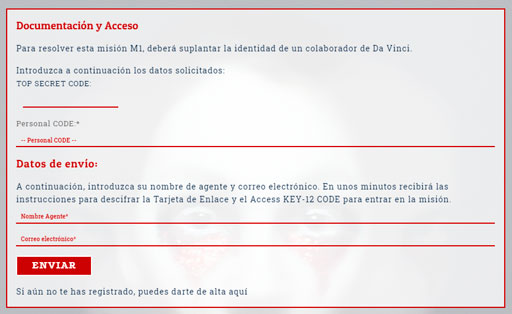 Documentación y Acceso
Para resolver esta misión M1, deberá suplantar la identidad de un colaborador de Da Vinci.
Introduzca a continuación los datos solicitados:
TOP SECRET CODE:
Personal CODE:*
-- Personal CODE --
Datos de envío:
A continuación, introduzca su nombre de agente y correo electrónico. En unos minutos recibirá las
instrucciones para descifrar la Tarjeta de Enlace y el Access KEY-12 CODE para entrar en la misión.
Nombre Agente*
Correo electrónico*
ENVIAR
Si aún no te has registrado, puedes darte de alta aquí